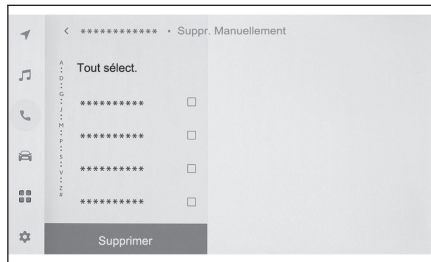 < ************ • Suppr. Manuellement
Tout sélect.
A
:
D
:
G
:
J
:
M
:
P
:
S
:
V
:
Z
#
**********
**********
**********
**********
Supprimer